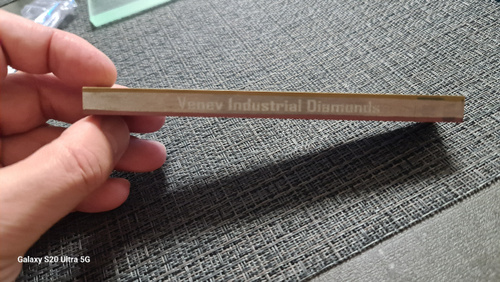 Venev Industrial Diamonds
Galaxy S20 Ultra 5G